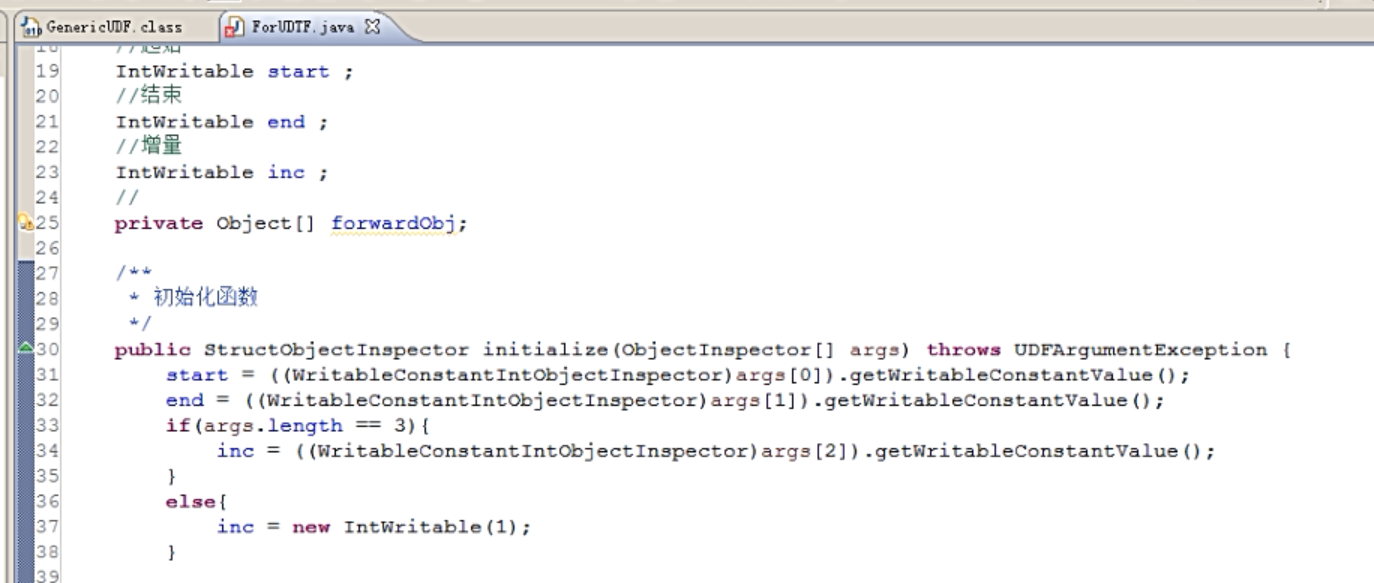 GenericUDF.class ForUDTF.java
18 //起始
19 IntWritable start ;
20 //结束
21 IntWritable end ;
22 //增量
23 IntWritable inc ;
24 //
25 private Object[] forwardObj;
26
27 /**
28 * 初始化函数
29 */
30 public StructObjectInspector initialize(ObjectInspector[] args) throws UDFArgumentException {
31 start = ((WritableConstantIntObjectInspector)args[0]).getWritableConstantValue();
32 end = ((WritableConstantIntObjectInspector)args[1]).getWritableConstantValue();
33 if(args.length == 3){
34 inc = ((WritableConstantIntObjectInspector)args[2]).getWritableConstantValue();
35 }
36 else{
37 inc = new IntWritable(1);
38 }
39